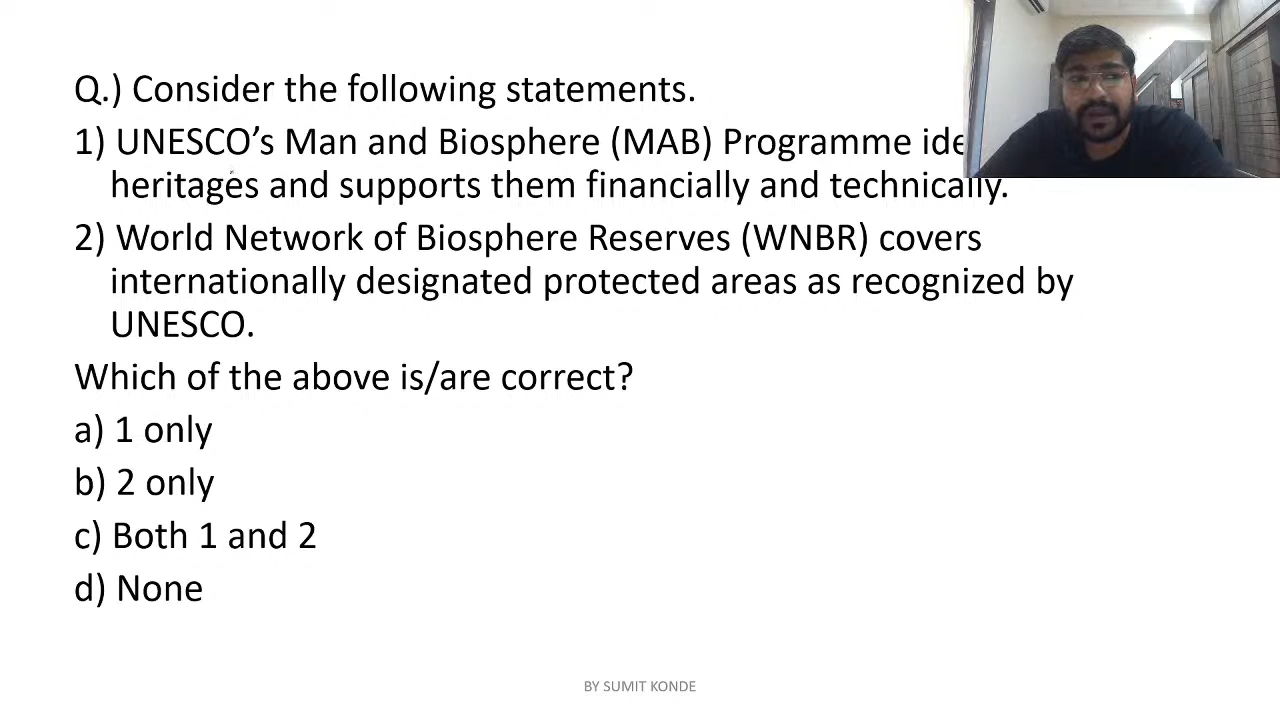 Q.) Consider the following statements.
1) UNESCO’s Man and Biosphere (MAB) Programme
heritages and supports them financially and technically.
2) World Network of Biosphere Reserves (WNBR) covers
internationally designated protected areas as recognized by
UNESCO.
Which of the above is/are correct?
a) 1 only
b) 2 only
c) Both 1 and 2
d) None
BY SUMIT KONDE